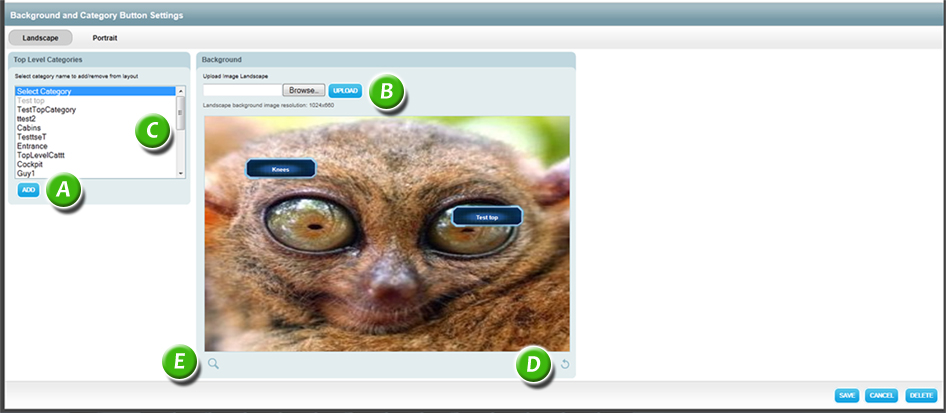 Background and Category Button Settings
Landscape Portrait
Top Level Categories
Select category name to add/remove from layout
Select Category
Test top
TestTopCategory
ttest2
Cabins
TesttseT
Entrance
TopLevelCattt
Cockpit
Guy1
C
ADD
A
Background
Upload Image Landscape
Browse.. UPLOAD
B
Landscape background image resolution: 1024x660
Knees
Test top
E
D
SAVE CANCEL DELETE